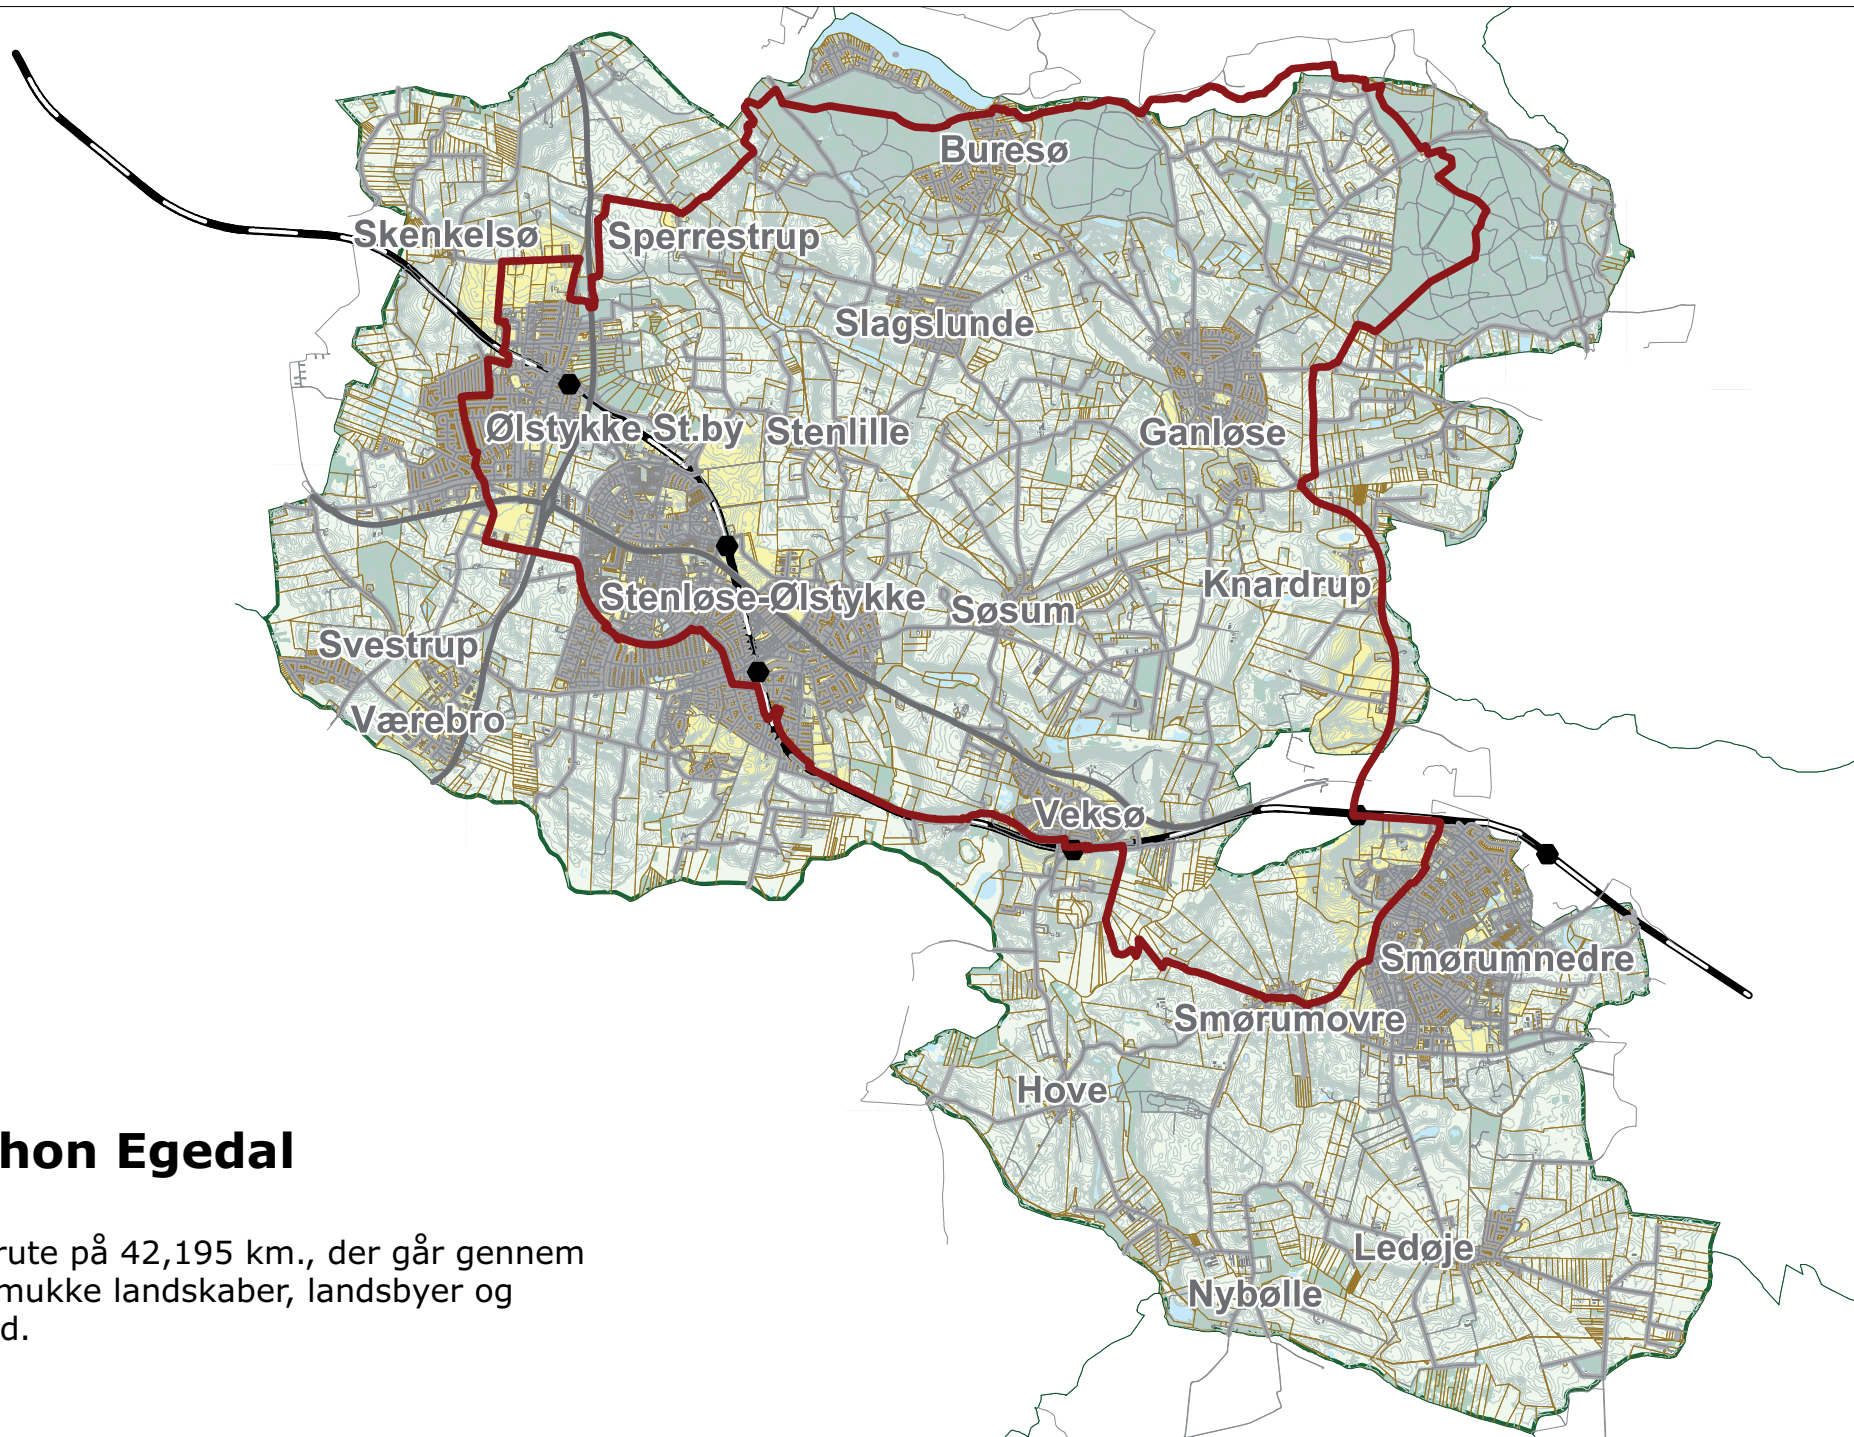 Buresø
Skenkelsø
Sperrestrup
Slagslunde
Ølstykke St.by
Stenlille
Ganløse
Stenløse-Ølstykke
Søsum
Knardrup
Svestrup
Værebro
Veksø
Smørumnedre
Smørumovre
Hove
Ledøje
Nybølle
hon Egedal
rute på 42,195 km., der går gennem
mukke landskaber, landsbyer og
d.